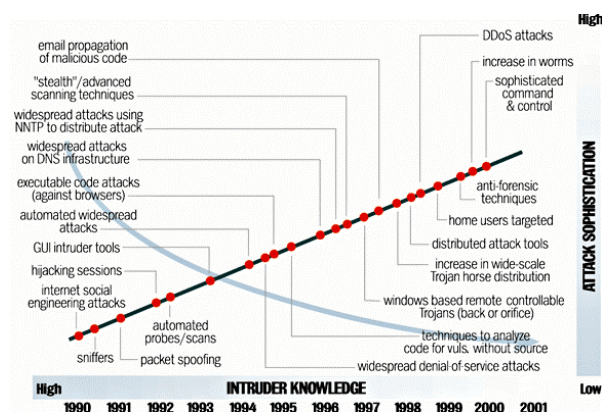 High
DDoS attacks
email propagation
of malicious code
increase in worms
"stealth"/advanced
scanning techniques
sophisticated
command
& control
widespread attacks using
NNTP to distribute attack
widespread attacks
on DNS infrastructure
executable code attacks
(against browsers)
automated widespread
attacks
GUI intruder tools
hijacking sessions
internet social
engineering attacks
anti-forensic
techniques
home users targeted
distributed attack tools
increase in wide-scale
Trojan horse distribution
windows based remote controllable
Trojans (back or orifice)
techniques to analyze
code for vuls. without source
widespread denial-of-service attacks
automated
probes/scans
packet spoofing
sniffers
ATTACK SOPHISTICATION
High
INTRUDER KNOWLEDGE
Low
1990 1991 1992 1993 1994 1995 1996 1997 1998 1999 2000 2001